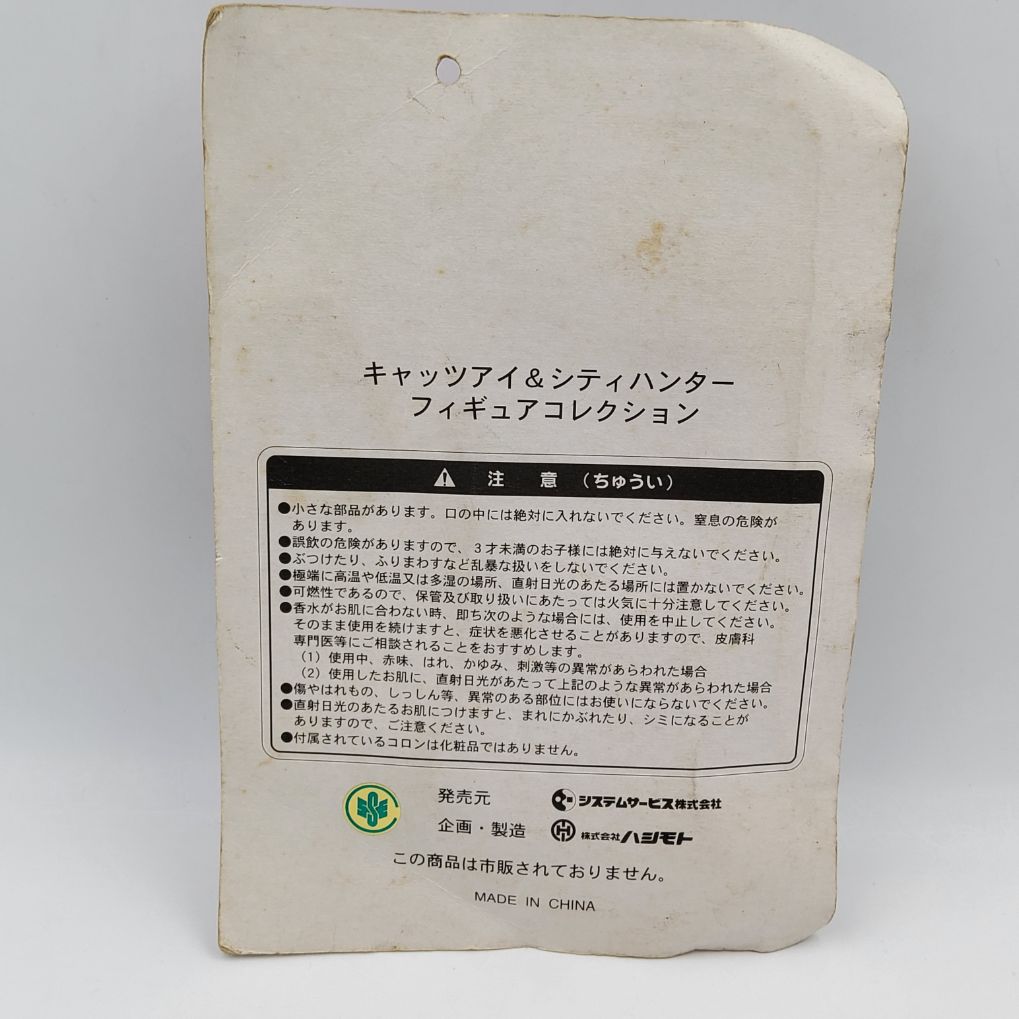 キャッツアイ＆シティハンター
フィギュアコレクション
注 意 （ちゅうい）
●小さな部品があります。口の中には絶対に入れないでください。窒息の危険が
あります。
●誤飲の危険がありますので、３才未満のお子様には絶対に与えないでください。
●ぶつけたり、ふりまわすなど乱暴な扱いをしないでください。
●極端に高温や低温又は多湿の場所、直射日光のあたる場所には置かないでください。
●可燃性であるので、保管及び取り扱いにあたっては火気に十分注意してください。
●香水がお肌に合わない時、即ち次のような場合には、使用を中止してください。
そのまま使用を続けますと、症状を悪化させることがありますので、皮膚科
専門医等にご相談されることをおすすめします。
（1）使用中、赤味、はれ、かゆみ、刺激等の異常があらわれた場合
（2）使用したお肌に、直射日光があたって上記のような異常があらわれた場合
●傷やはれもの、しっしん等、異常のある部位にはお使いにならないでください。
●直射日光のあたるお肌につけますと、まれにかぶれたり、シミになることが
ありますので、ご注意ください。
●付属されているコロンは化粧品ではありません。
発売元 システムサービス株式会社
企画・製造 株式会社ハシモト
この商品は市販されておりません。
MADE IN CHINA